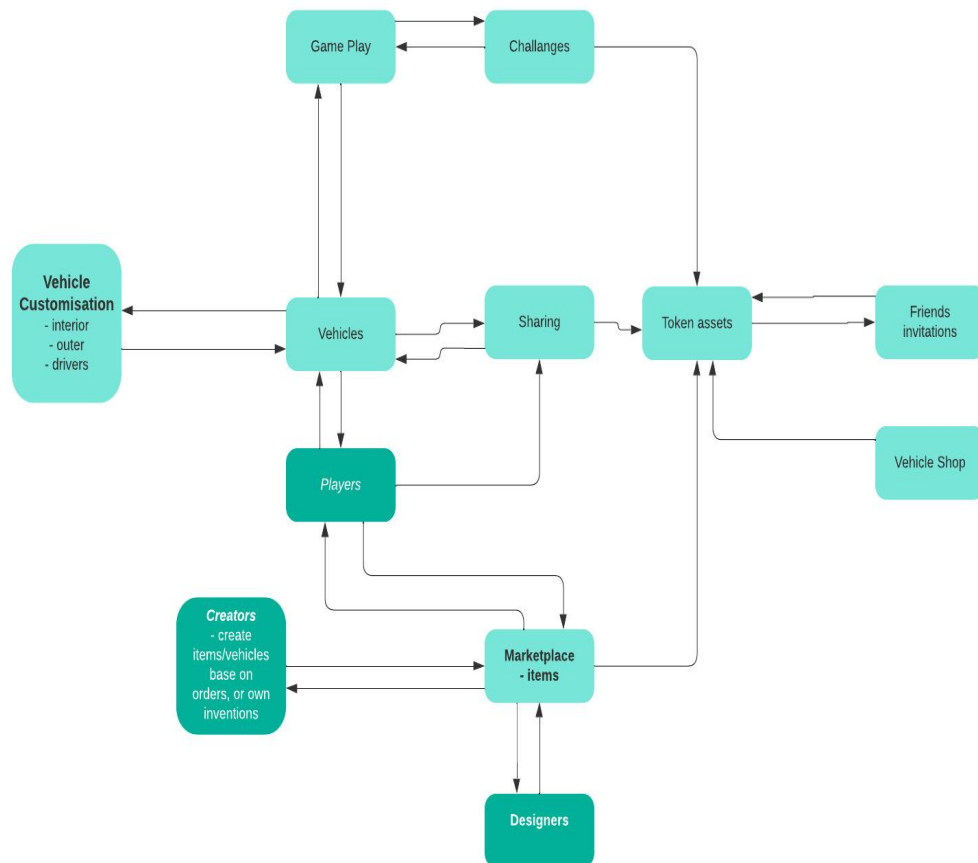 Game Play
Challanges
Vehicle
Customisation
- interior
- outer
- drivers
Vehicles
Sharing
Token assets
Friends
invitations
Vehicle Shop
Players
Creators
- create
items/vehicles
base on
orders, or own
inventions
Marketplace
- items
Designers